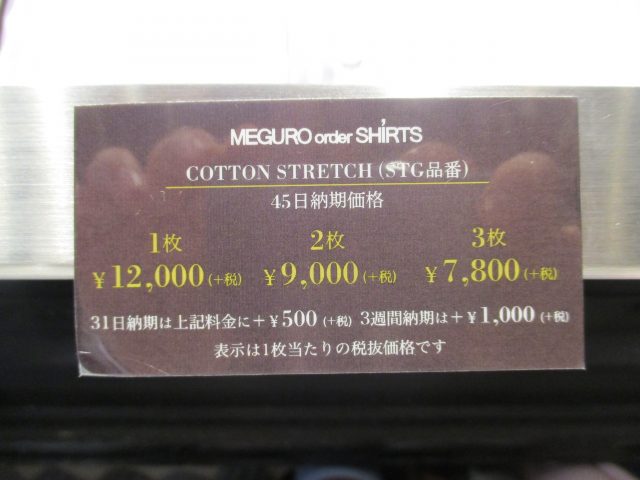 MEGURO order SHIRTS
COTTON STRETCH (STG品番)
45日納期価格
1枚 2枚 3枚
¥12,000(+税) ¥9,000(+税) ¥7,800(+税)
31日納期は上記料金に+¥500(+税) 3週間納期は+¥1,000(+税)
表示は1枚当たりの税抜価格です